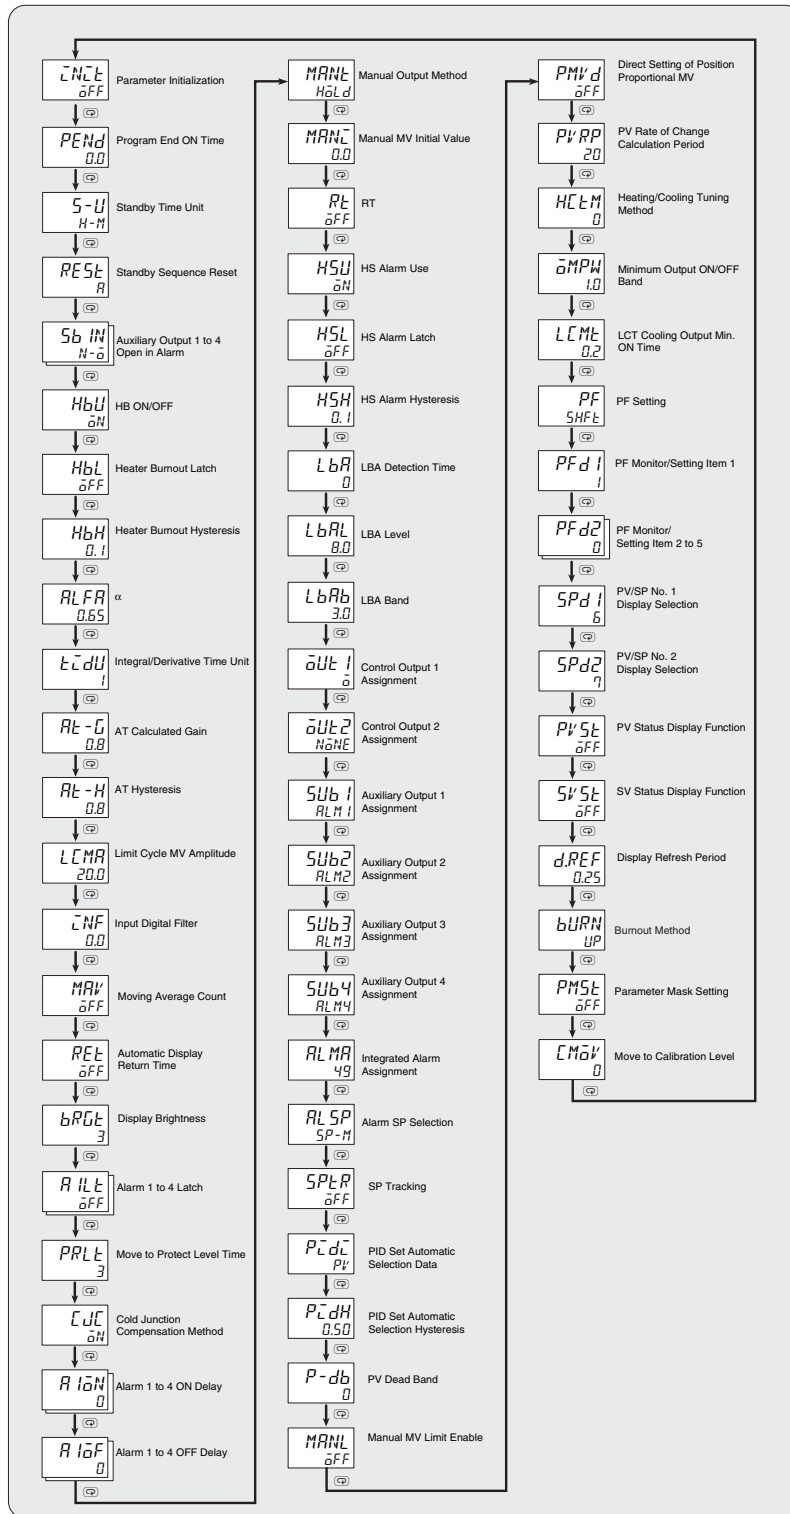 INIT
OFF
Parameter Initialization
PEND
0.0
Program End ON Time
S-U
H-M
Standby Time Unit
REST
A
Standby Sequence Reset
Sb1N
N-O
Auxiliary Output 1 to 4
Open in Alarm
HbU
ON
HB ON/OFF
HbL
OFF
Heater Burnout Latch
HbH
0.1
Heater Burnout Hysteresis
ALFA
0.65
α
TIDU
1
Integral/Derivative Time Unit
AT-G
0.8
AT Calculated Gain
AT-H
0.8
AT Hysteresis
LCMA
20.0
Limit Cycle MV Amplitude
INF
0.0
Input Digital Filter
MAV
OFF
Moving Average Count
RET
OFF
Automatic Display
Return Time
bRGT
3
Display Brightness
A1LT
OFF
Alarm 1 to 4 Latch
PRLT
3
Move to Protect Level Time
CJC
ON
Cold Junction
Compensation Method
A1ON
0
Alarm 1 to 4 ON Delay
A1OF
0
Alarm 1 to 4 OFF Delay
MANT
HOLD
Manual Output Method
MANI
0.0
Manual MV Initial Value
RT
OFF
RT
HSU
ON
HS Alarm Use
HSL
OFF
HS Alarm Latch
HSH
0.1
HS Alarm Hysteresis
LbA
0
LBA Detection Time
LbAL
8.0
LBA Level
LbAb
3.0
LBA Band
OUT1
O
Control Output 1
Assignment
OUT2
NONE
Control Output 2
Assignment
SUb1
ALM1
Auxiliary Output 1
Assignment
SUb2
ALM2
Auxiliary Output 2
Assignment
SUb3
ALM3
Auxiliary Output 3
Assignment
SUb4
ALM4
Auxiliary Output 4
Assignment
ALMA
49
Integrated Alarm
Assignment
ALSP
SP-M
Alarm SP Selection
SPTR
OFF
SP Tracking
PIDI
PV
PID Set Automatic
Selection Data
PIDH
0.50
PID Set Automatic
Selection Hysteresis
P-db
0
PV Dead Band
MANL
OFF
Manual MV Limit Enable
PMVD
OFF
Direct Setting of Position
Proportional MV
PVRP
20
PV Rate of Change
Calculation Period
HCTM
0
Heating/Cooling Tuning
Method
OMPW
1.0
Minimum Output ON/OFF
Band
LCMT
0.2
LCT Cooling Output Min.
ON Time
PF
SHFT
PF Setting
PFD1
1
PF Monitor/Setting Item 1
PFD2
0
PF Monitor/
Setting Item 2 to 5
SPD1
6
PV/SP No. 1
Display Selection
SPD2
7
PV/SP No. 2
Display Selection
PVST
OFF
PV Status Display Function
SVST
OFF
SV Status Display Function
d.REF
0.25
Display Refresh Period
bURN
UP
Burnout Method
PMST
OFF
Parameter Mask Setting
CMOV
0
Move to Calibration Level